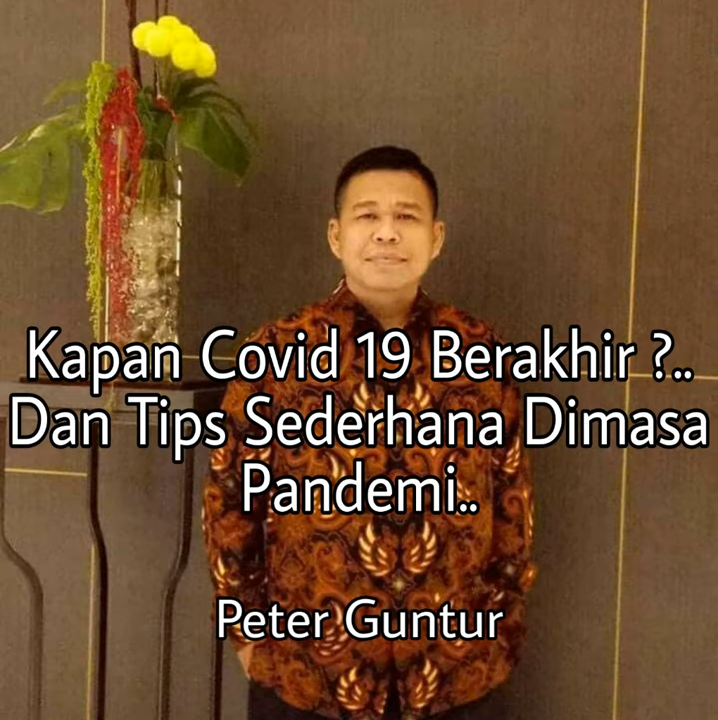 Kapan Covid 19 Berakhir ?..
Dan Tips Sederhana Dimasa
Pandemi..
Peter Guntur